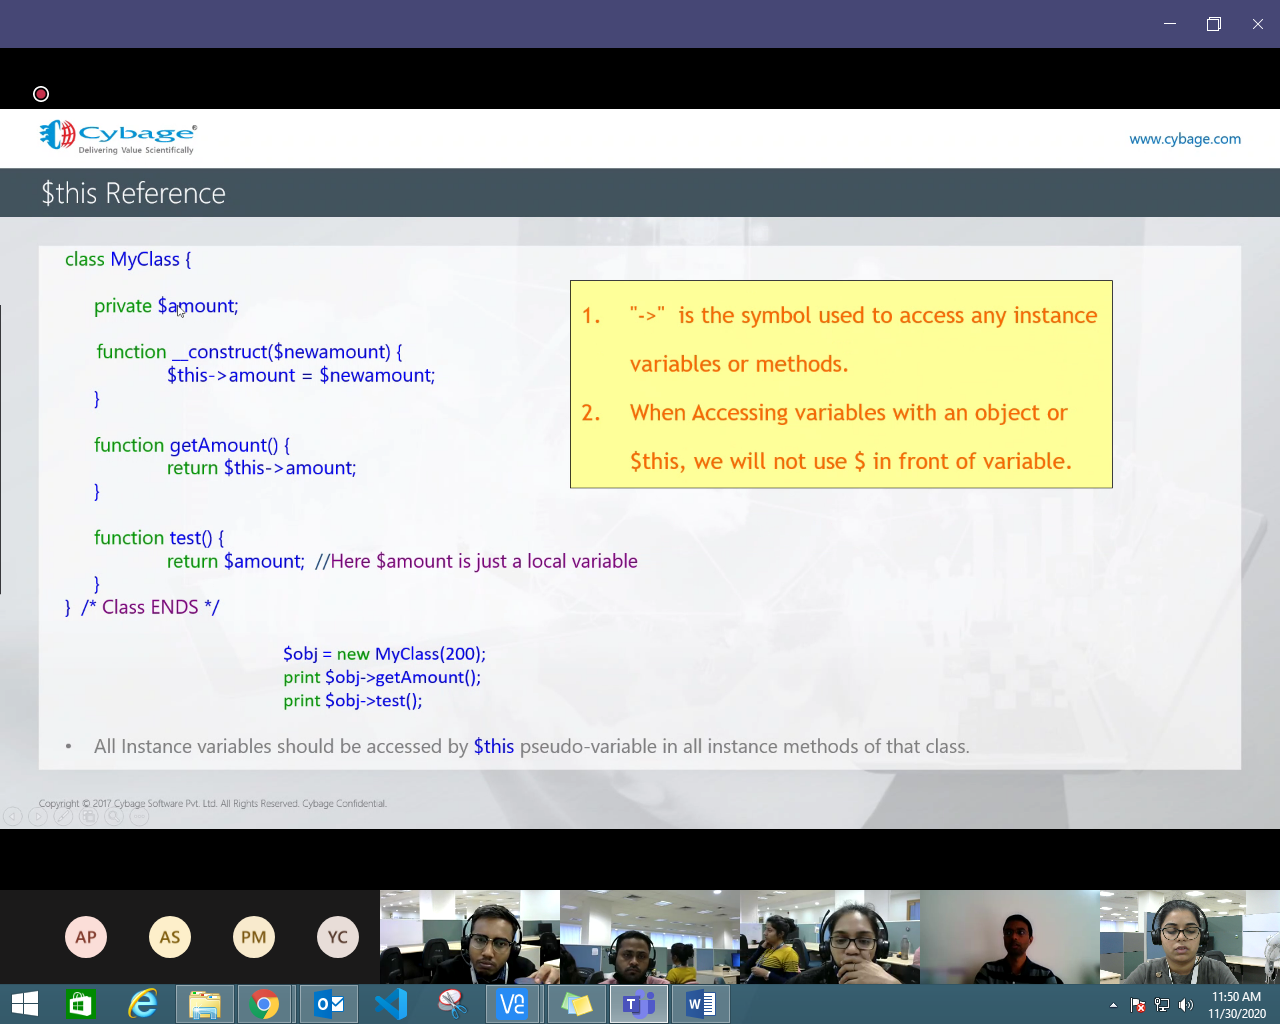 Cybage®
Delivering Value Scientifically
www.cybage.com
$this Reference
class MyClass {
private $amount;
function __construct($newamount) {
$this->amount = $newamount;
}
function getAmount() {
return $this->amount;
}
function test() {
return $amount; //Here $amount is just a local variable
}
} /* Class ENDS */
1. "->" is the symbol used to access any instance
variables or methods.
2. When Accessing variables with an object or
$this, we will not use $ in front of variable.
$obj = new MyClass(200);
print $obj->getAmount();
print $obj->test();
• All Instance variables should be accessed by $this pseudo-variable in all instance methods of that class.
Copyright © 2017 Cybage Software Pvt. Ltd. All Rights Reserved. Cybage Confidential.
AP
AS
PM
YC
11:50 AM
11/30/2020